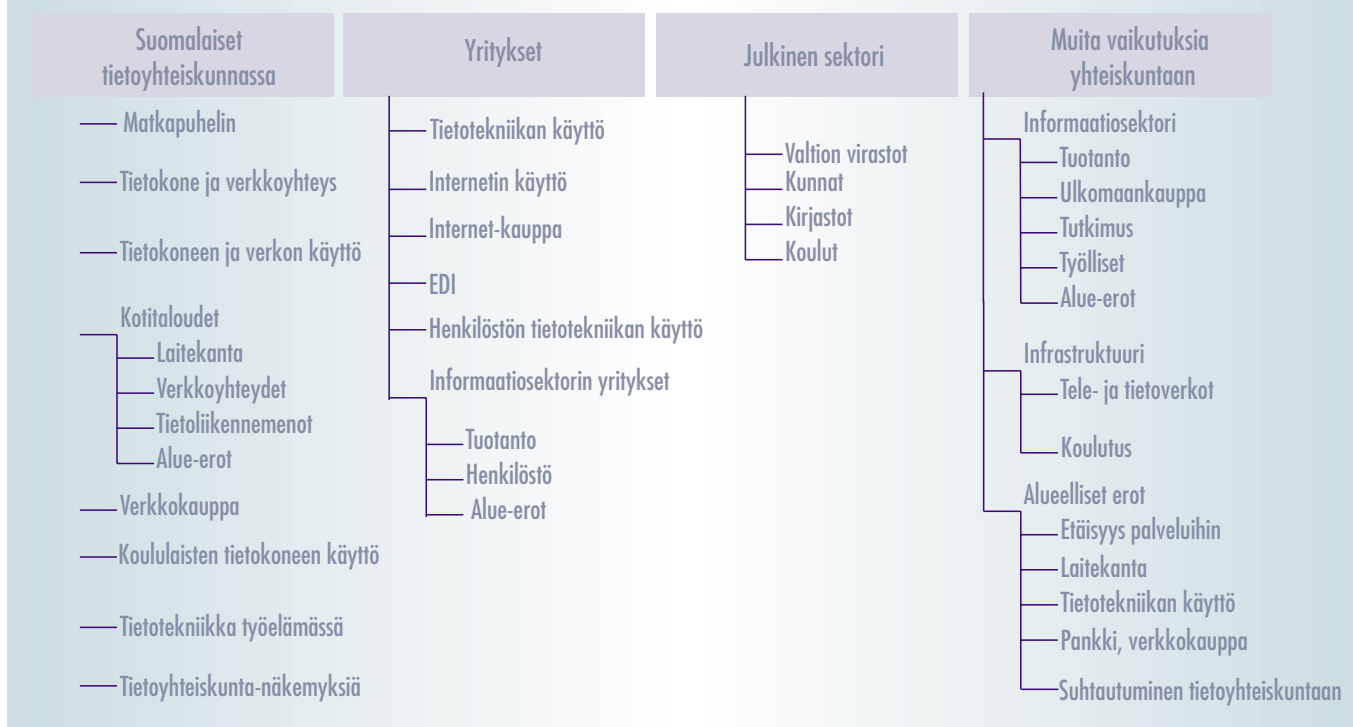 Suomalaiset
tietoyhteiskunnassa
Matkapuhelin
Tietokone ja verkkoyhteys
Tietokoneen ja verkon käyttö
Kotitaloudet
Laitekanta
Verkkoyhteydet
Tietoliikennemenot
Alue-erot
Verkkokauppa
Koululaisten tietokoneen käyttö
Tietotekniikka työelämässä
Tietoyhteiskunta-näkemyksiä
Yritykset
Tietotekniikan käyttö
Internetin käyttö
Internet-kauppa
EDI
Henkilöstön tietotekniikan käyttö
Informaatiosektorin yritykset
Tuotanto
Henkilöstö
Alue-erot
Julkinen sektori
Valtion virastot
Kunnat
Kirjastot
Koulut
Muita vaikutuksia
yhteiskuntaan
Informaatiosektori
Tuotanto
Ulkomaankauppa
Tutkimus
Työlliset
Alue-erot
Infrastruktuuri
Tele- ja tietoverkot
Koulutus
Alueelliset erot
Etäisyys palveluihin
Laitekanta
Tietotekniikan käyttö
Pankki, verkkokauppa
Suhtautuminen tietoyhteiskuntaan